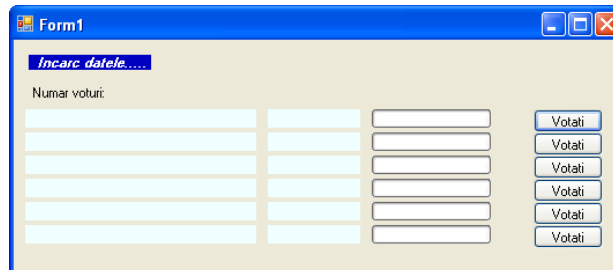 Form1
Incarc datele.....
Numar voturi:
Votati
Votati
Votati
Votati
Votati
Votati